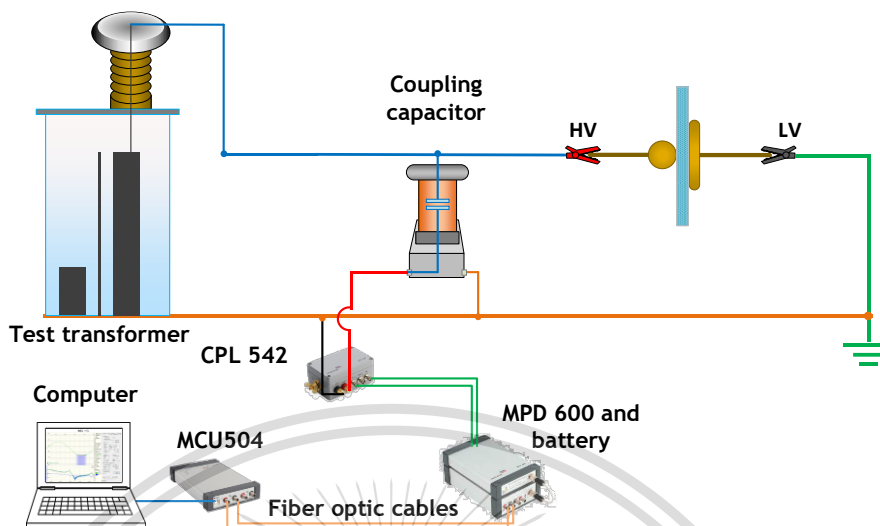 Coupling
capacitor
HV
LV
Test transformer
CPL 542
Computer
MCU504
MPD 600 and
battery
Fiber optic cables